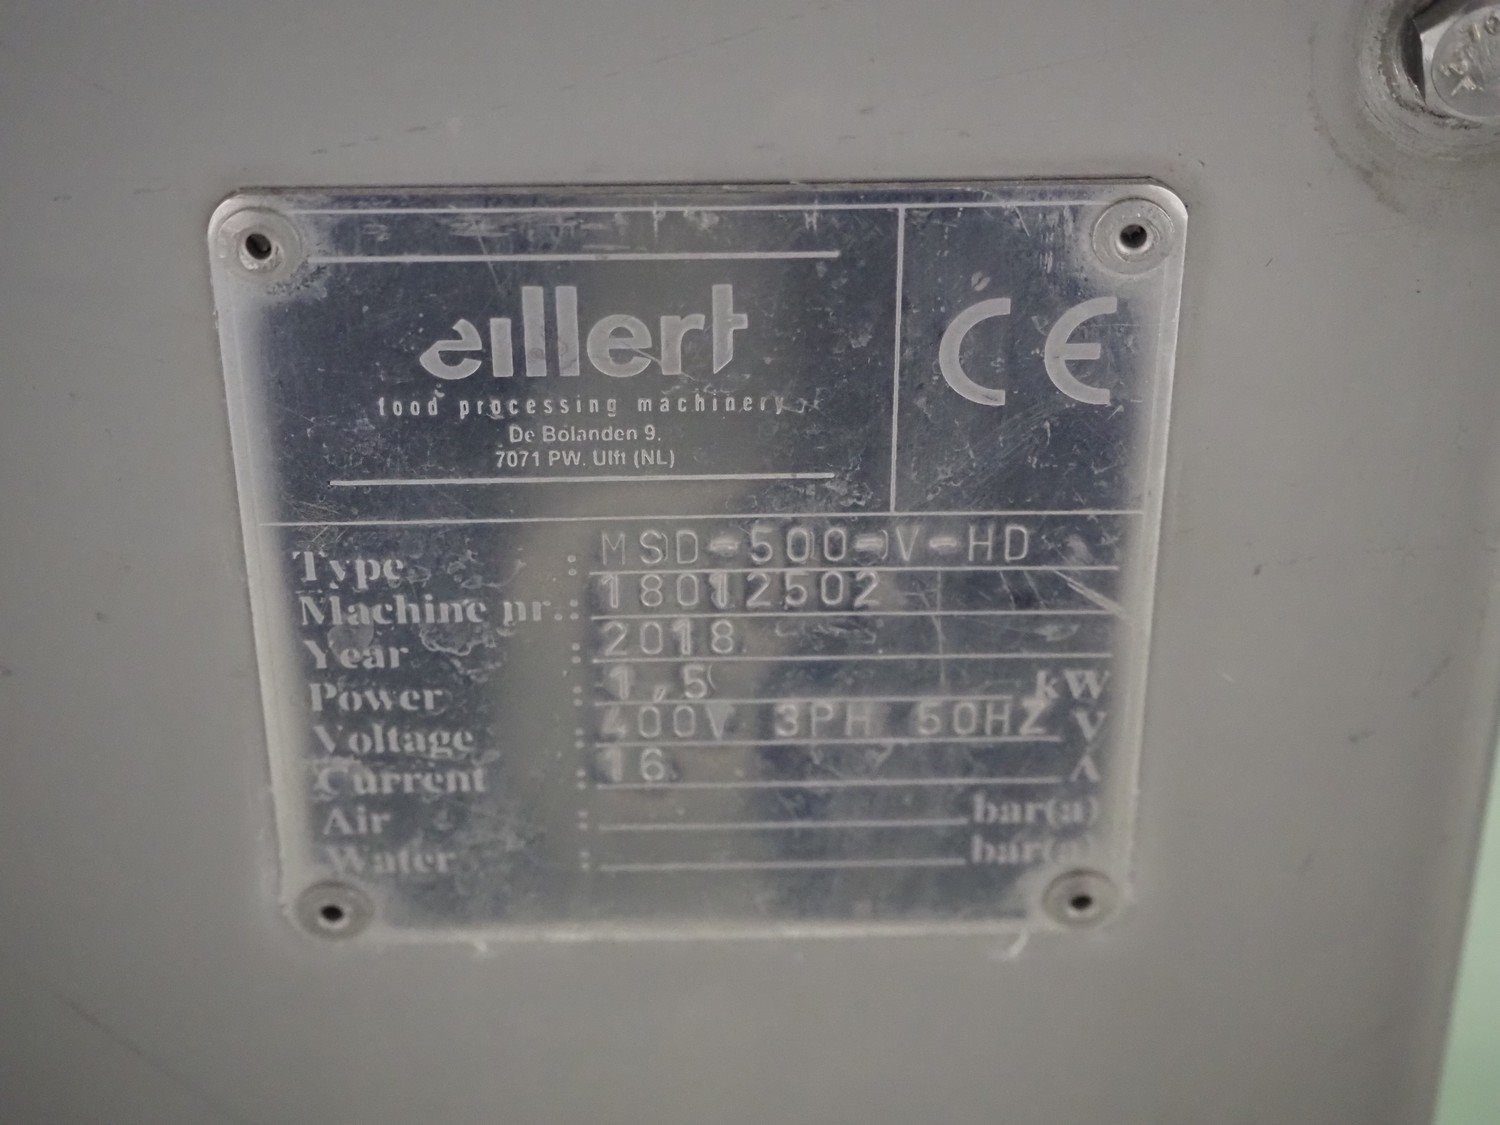 eillert
CE
food processing machinery
De Bolanden 9,
7071 PW. Ulft (NL)
Type : MSD-500-V-HD
Machine nr. : 18012502
Year : 2018
Power : 1,5 kW
Voltage : 400V 3PH 50HZ V
Current : 16 A
Air : bar(a)
Water : bar(a)